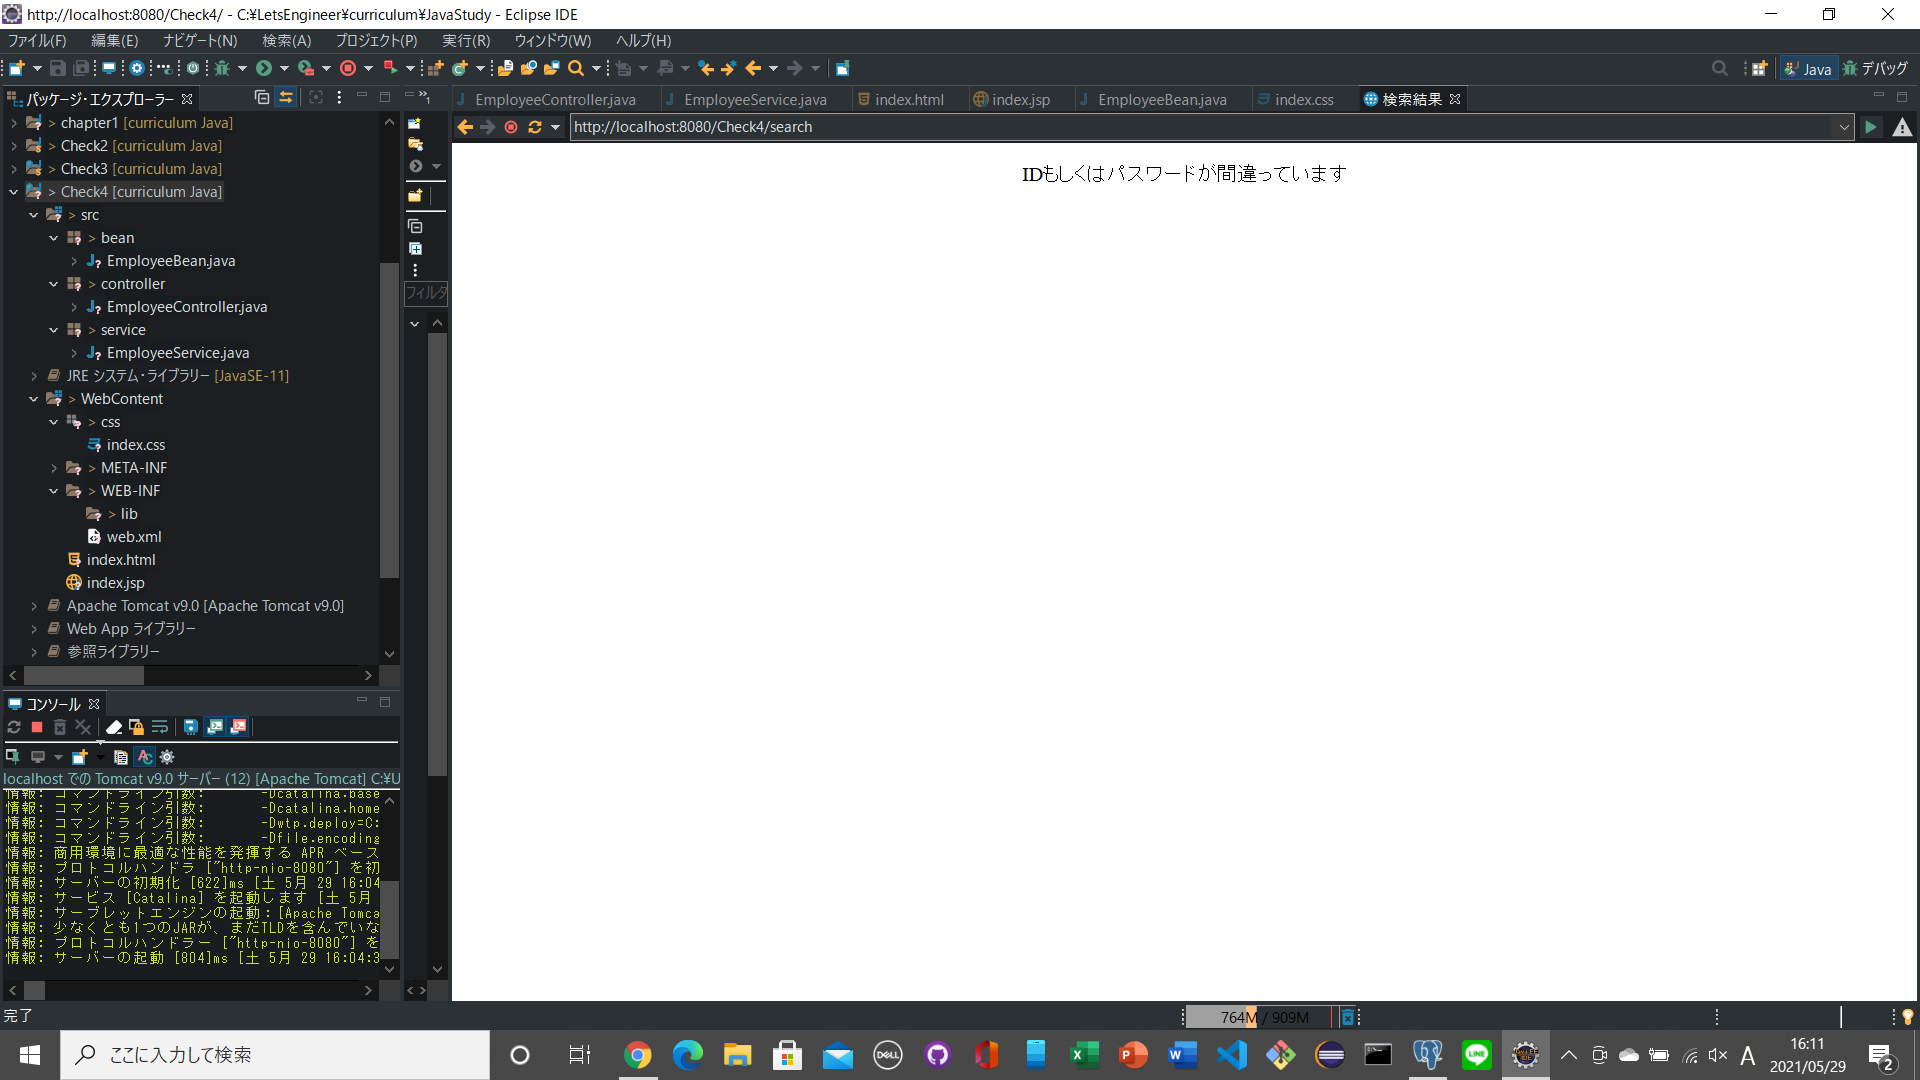 http://localhost:8080/Check4/ - C:¥LetsEngineer¥curriculum¥JavaStudy - Eclipse IDE
ファイル(F) 編集(E) ナビゲート(N) 検索(A) プロジェクト(P) 実行(R) ウィンドウ(W) ヘルプ(H)
Java デバッグ
パッケージ・エクスプローラー
EmployeeController.java EmployeeService.java index.html index.jsp EmployeeBean.java index.css 検索結果
http://localhost:8080/Check4/search
IDもしくはパスワードが間違っています
> chapter1 [curriculum Java]
> Check2 [curriculum Java]
> Check3 [curriculum Java]
> Check4 [curriculum Java]
> src
> bean
EmployeeBean.java
> controller
EmployeeController.java
> service
EmployeeService.java
JRE システム・ライブラリー [JavaSE-11]
> WebContent
> css
index.css
> META-INF
> WEB-INF
> lib
web.xml
index.html
index.jsp
Apache Tomcat v9.0 [Apache Tomcat v9.0]
Web App ライブラリー
参照ライブラリー
フィルタ
コンソール
localhost での Tomcat v9.0 サーバー (12) [Apache Tomcat] C:¥U
情報: コマンドライン引数: -Dcatalina.base
情報: コマンドライン引数: -Dcatalina.home
情報: コマンドライン引数: -Dwtp.deploy=C:
情報: コマンドライン引数: -Dfile.encoding
情報: 商用環境に最適な性能を発揮する APR ベース
情報: プロトコルハンドラ ["http-nio-8080"] を初
情報: サーバーの初期化 [622]ms [土 5月 29 16:04
情報: サービス [Catalina] を起動します [土 5月
情報: サーブレットエンジンの起動：[Apache Tomca
情報: 少なくとも1つのJARが、まだTLDを含んでいな
情報: プロトコルハンドラー ["http-nio-8080"] を
情報: サーバーの起動 [804]ms [土 5月 29 16:04:3
完了
764M / 909M
ここに入力して検索
DELL
LINE
A
16:11
2021/05/29
2